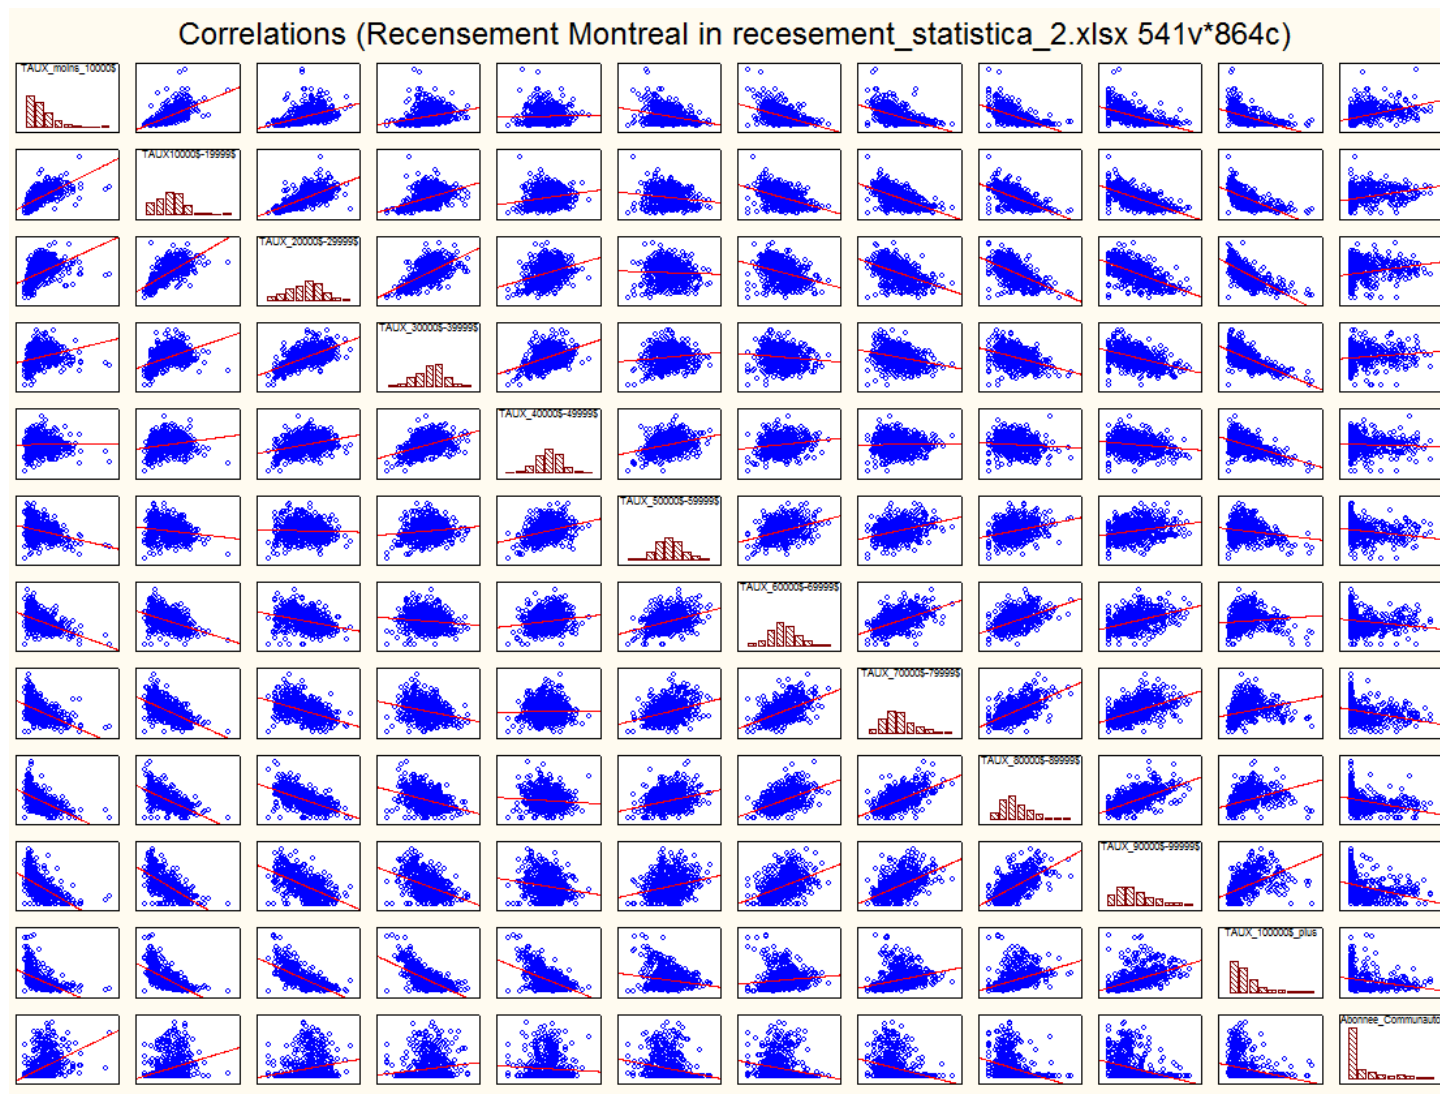 Correlations (Recensement Montreal in recesement_statistica_2.xlsx 541v*864c)
TAUX_moins_10000$
TAUX10000$-19999$
TAUX_20000$-29999$
TAUX_30000$-39999$
TAUX_40000$-49999$
TAUX_50000$-59999$
TAUX_60000$-69999$
TAUX_70000$-79999$
TAUX_80000$-89999$
TAUX_90000$-99999$
TAUX_100000$_plus
Abonnee_Communauto